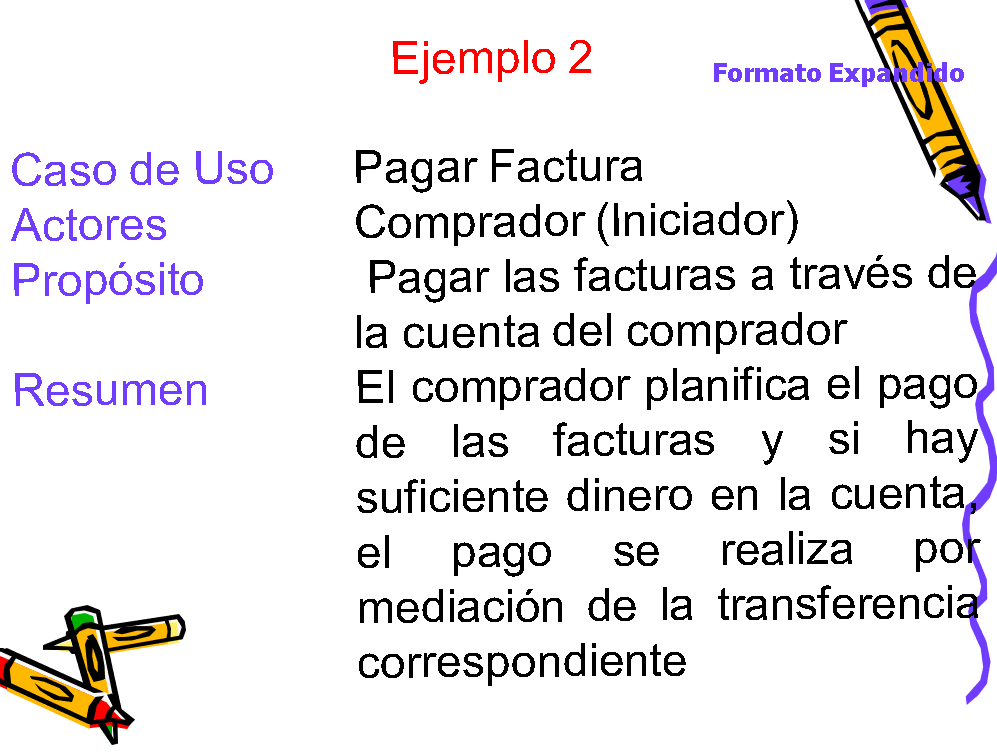 Ejemplo 2
Formato Expandido
Caso de Uso Pagar Factura
Actores Comprador (Iniciador)
Propósito Pagar las facturas a través de
la cuenta del comprador
Resumen El comprador planifica el pago
de las facturas y si hay
suficiente dinero en la cuenta,
el pago se realiza por
mediación de la transferencia
correspondiente